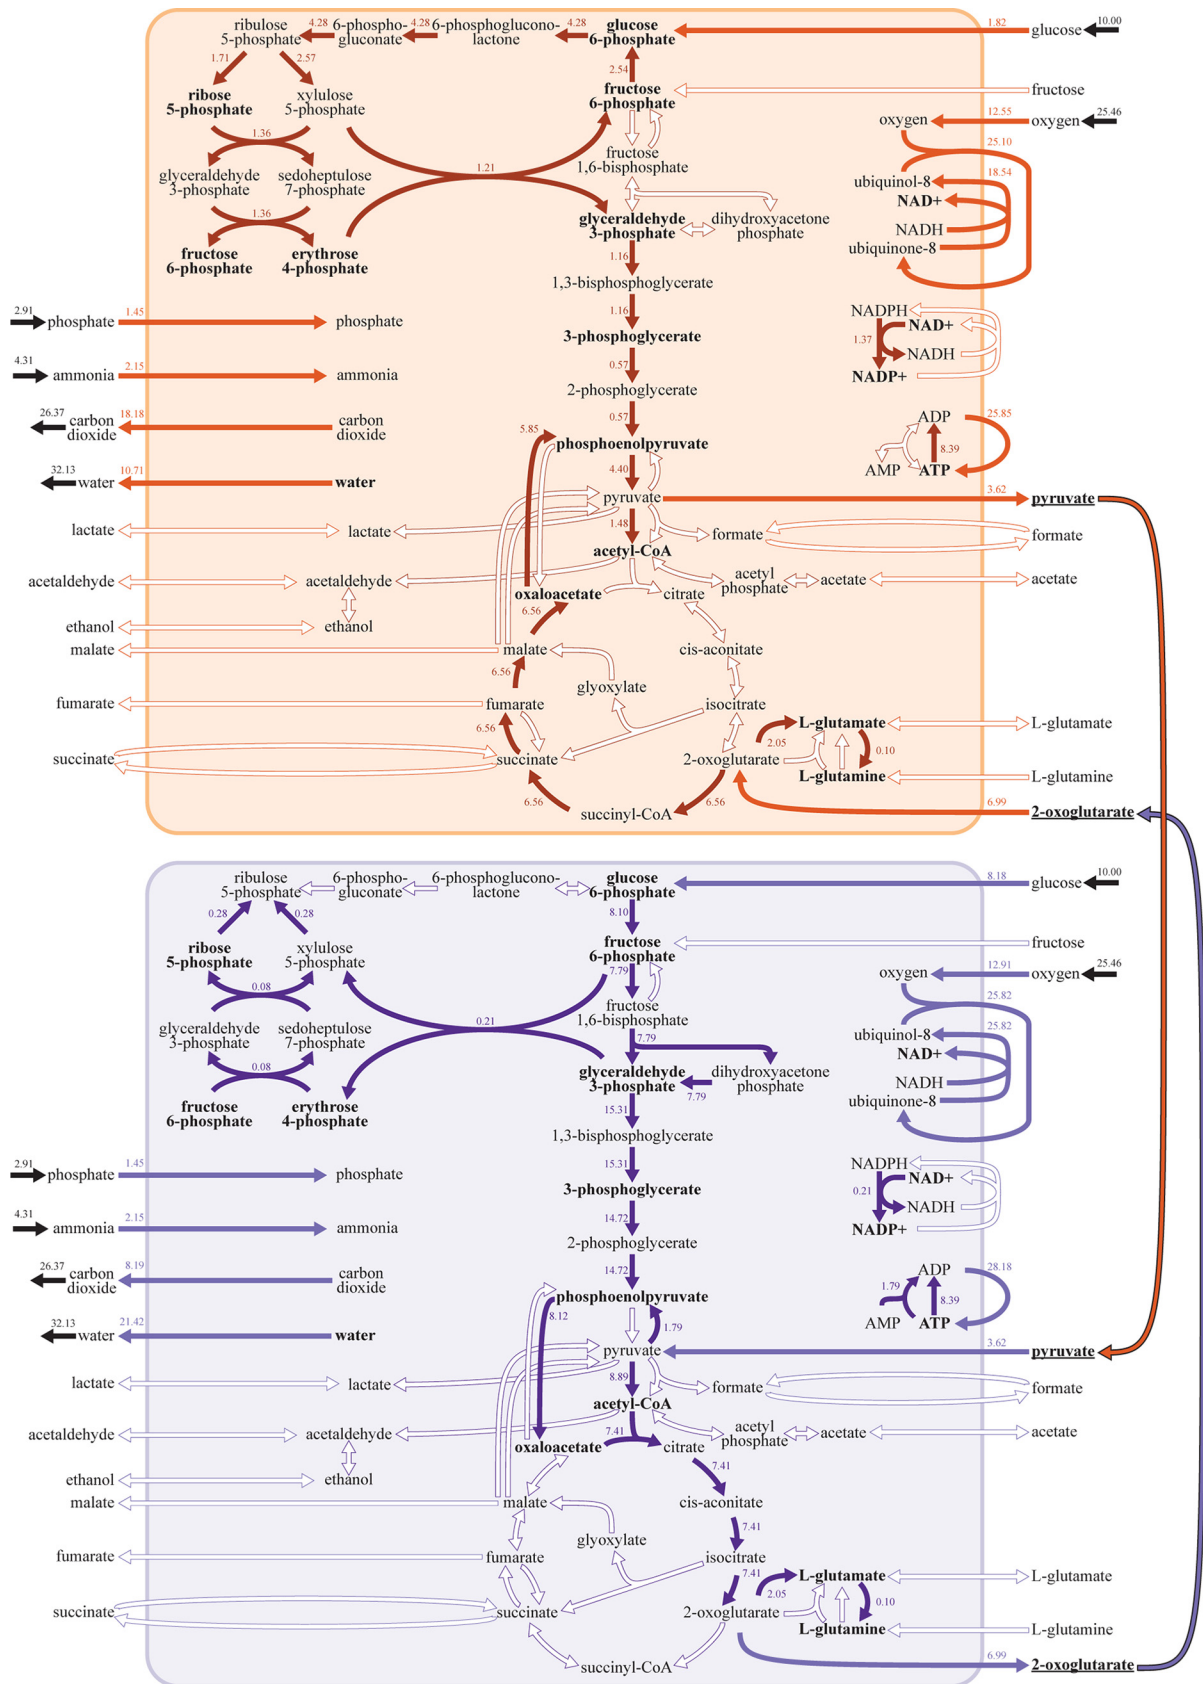 ribulose
5-phosphate
4.28
6-phospho-
gluconate
4.28
6-phosphoglucono-
lactone
4.28
glucose
6-phosphate
1.82
glucose
10.00
1.71
2.57
2.54
ribose
5-phosphate
xylulose
5-phosphate
fructose
6-phosphate
fructose
oxygen
12.55
oxygen
25.46
1.36
25.10
fructose
1,6-bisphosphate
glyceraldehyde
3-phosphate
sedoheptulose
7-phosphate
1.21
ubiquinol-8
18.54
NAD+
1.36
glyceraldehyde
3-phosphate
dihydroxyacetone
phosphate
NADH
ubiquinone-8
fructose
6-phosphate
erythrose
4-phosphate
1.16
1,3-bisphosphoglycerate
2.91
phosphate
1.45
phosphate
1.16
3-phosphoglycerate
NADPH
NAD+
1.37
NADH
NADP+
4.31
ammonia
2.15
ammonia
0.57
2-phosphoglycerate
26.37
carbon
dioxide
18.18
carbon
dioxide
0.57
5.85
phosphoenolpyruvate
ADP
25.85
8.39
AMP
ATP
32.13
water
10.71
water
4.40
pyruvate
3.62
pyruvate
lactate
lactate
1.48
formate
formate
acetyl-CoA
acetaldehyde
acetaldehyde
acetyl
phosphate
acetate
acetate
oxaloacetate
citrate
6.56
ethanol
ethanol
malate
malate
cis-aconitate
6.56
glyoxylate
fumarate
fumarate
isocitrate
6.56
L-glutamate
L-glutamate
2.05
0.10
succinate
succinate
2-oxoglutarate
L-glutamine
L-glutamine
6.56
6.56
succinyl-CoA
6.99
2-oxoglutarate
ribulose
5-phosphate
6-phospho-
gluconate
6-phosphoglucono-
lactone
glucose
6-phosphate
8.18
glucose
10.00
0.28
0.28
8.10
ribose
5-phosphate
xylulose
5-phosphate
fructose
6-phosphate
fructose
7.79
oxygen
12.91
oxygen
25.46
0.08
25.82
fructose
1,6-bisphosphate
glyceraldehyde
3-phosphate
sedoheptulose
7-phosphate
0.21
7.79
ubiquinol-8
25.82
NAD+
0.08
glyceraldehyde
3-phosphate
7.79
dihydroxyacetone
phosphate
NADH
ubiquinone-8
fructose
6-phosphate
erythrose
4-phosphate
15.31
1,3-bisphosphoglycerate
2.91
phosphate
1.45
phosphate
15.31
3-phosphoglycerate
NADPH
NAD+
0.21
NADH
NADP+
4.31
ammonia
2.15
ammonia
14.72
2-phosphoglycerate
26.37
carbon
dioxide
8.19
carbon
dioxide
14.72
phosphoenolpyruvate
8.12
ADP
28.18
1.79
8.39
AMP
ATP
32.13
water
21.42
water
1.79
pyruvate
3.62
pyruvate
lactate
lactate
8.89
formate
formate
acetyl-CoA
acetaldehyde
acetaldehyde
acetyl
phosphate
acetate
acetate
oxaloacetate
7.41
citrate
7.41
ethanol
ethanol
malate
malate
cis-aconitate
7.41
glyoxylate
fumarate
fumarate
isocitrate
7.41
L-glutamate
L-glutamate
2.05
0.10
succinate
succinate
2-oxoglutarate
L-glutamine
L-glutamine
succinyl-CoA
6.99
2-oxoglutarate